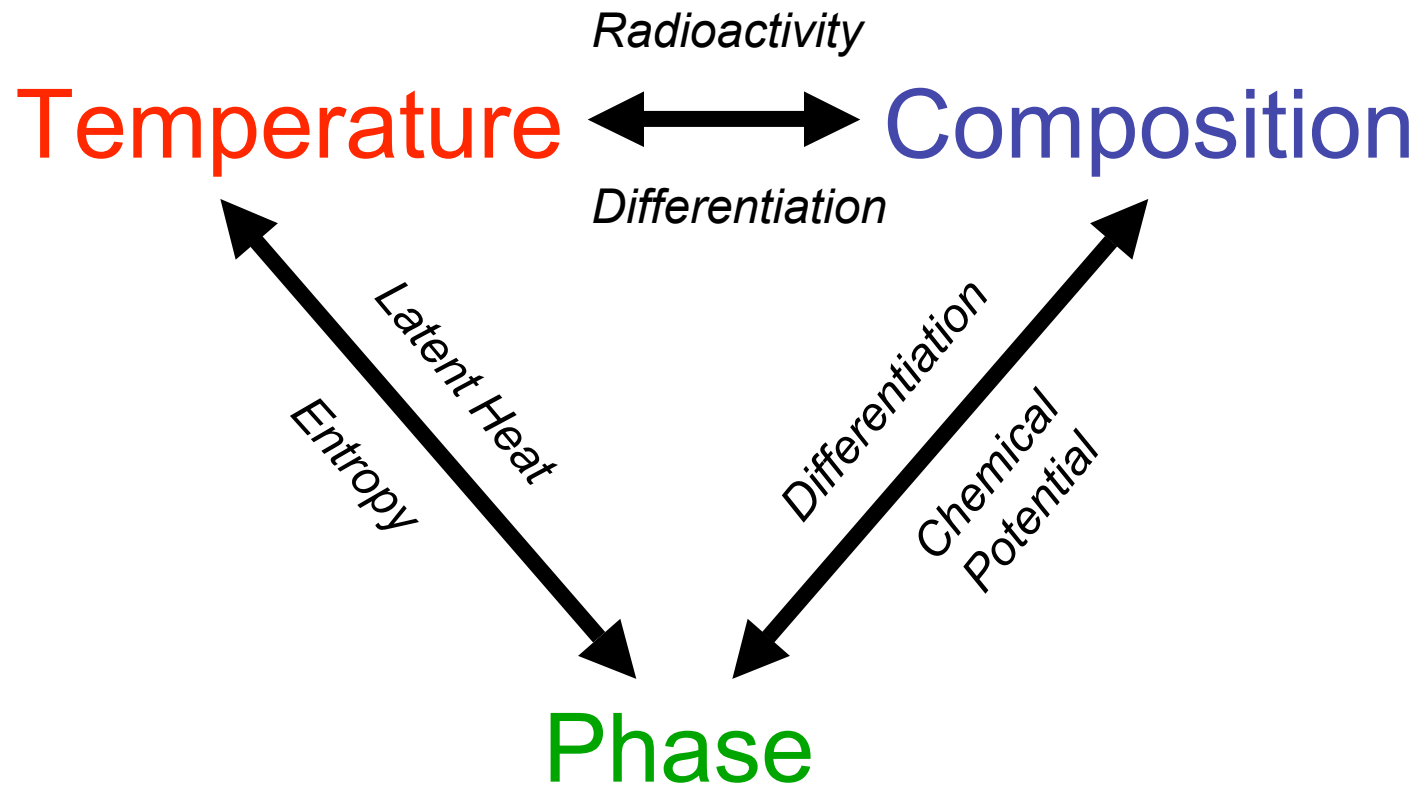 Radioactivity
Temperature
Composition
Differentiation
Latent Heat
Entropy
Differentiation
Chemical
Potential
Phase